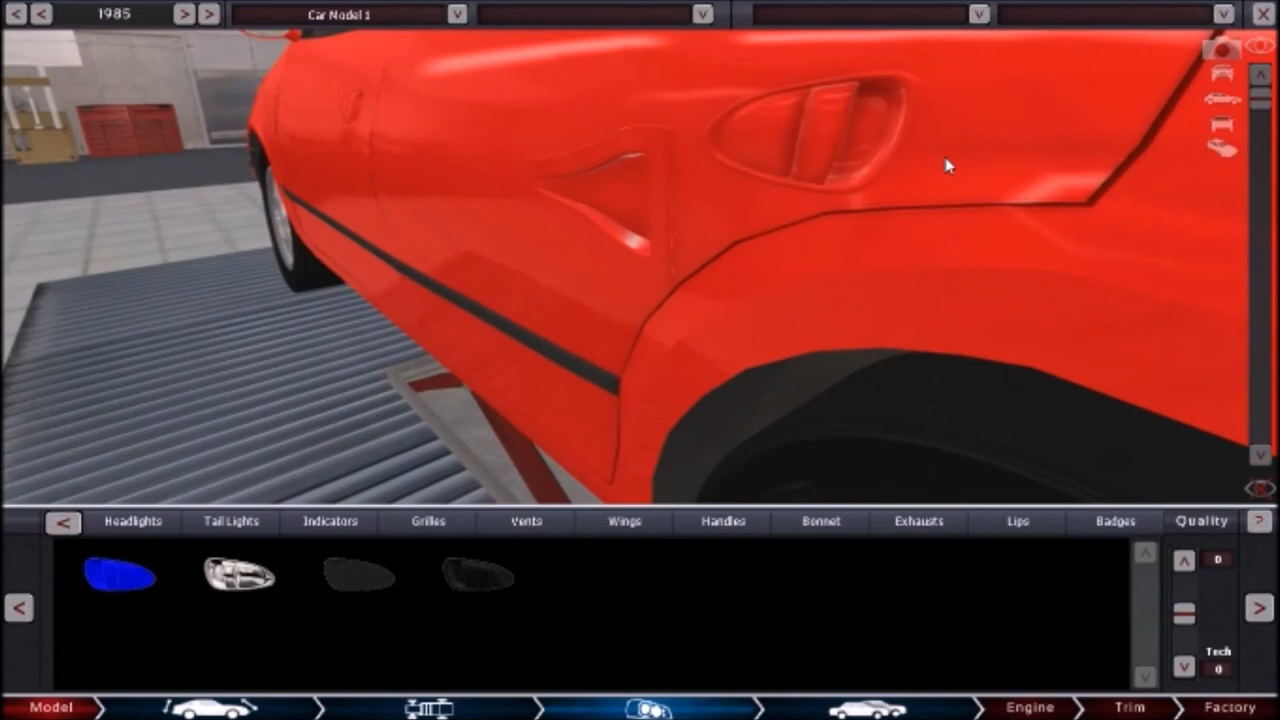 1985 Car Model 1
Headlights Tail Lights Indicators Grilles Vents Wings Handles Bonnet Exhausts Lips Badges Quality ?
0
Tech
0
Model Engine Trim Factory